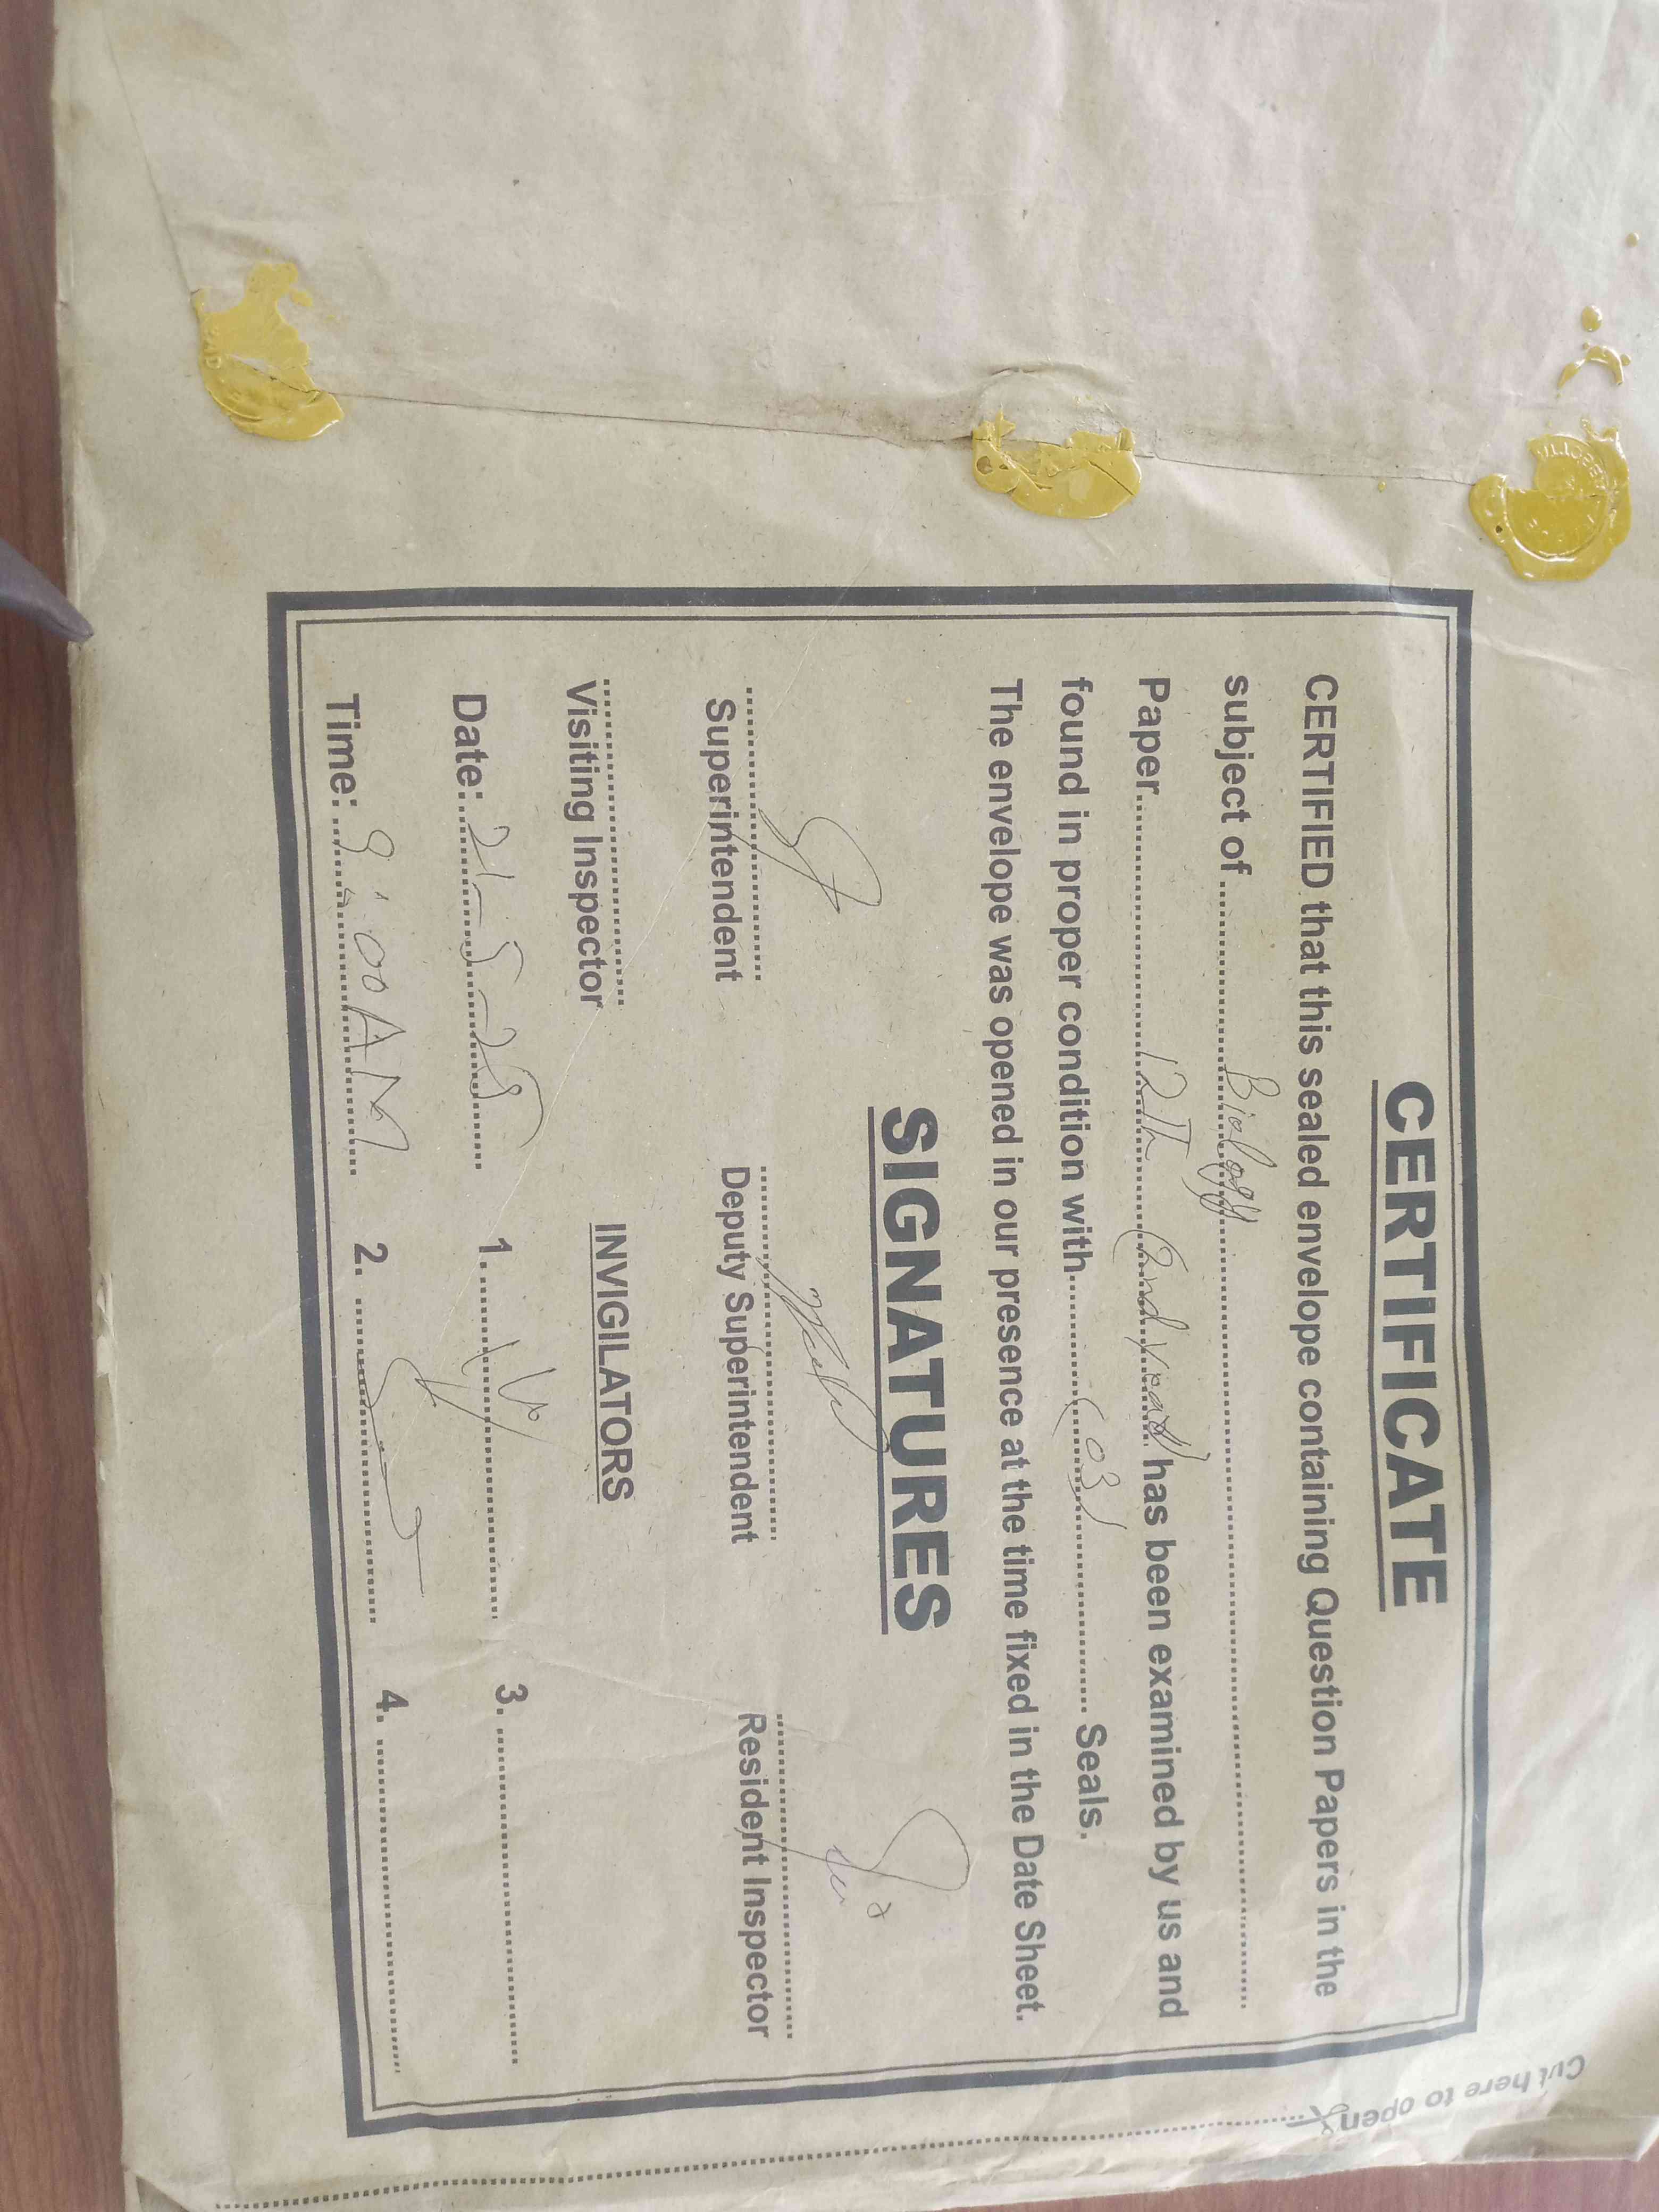 CERTIFICATE
CERTIFIED that this sealed envelope containing Question Papers in the
subject of Biology
Paper 12th (2nd Year) has been examined by us and
found in proper condition with (03) Seals.
The envelope was opened in our presence at the time fixed in the Date Sheet.
SIGNATURES
Superintendent Deputy Superintendent Resident Inspector
Visiting Inspector
INVIGILATORS
Date: 21-5-25 1. 3.
Time: 9:00 AM 2. 4.
Cut here to open